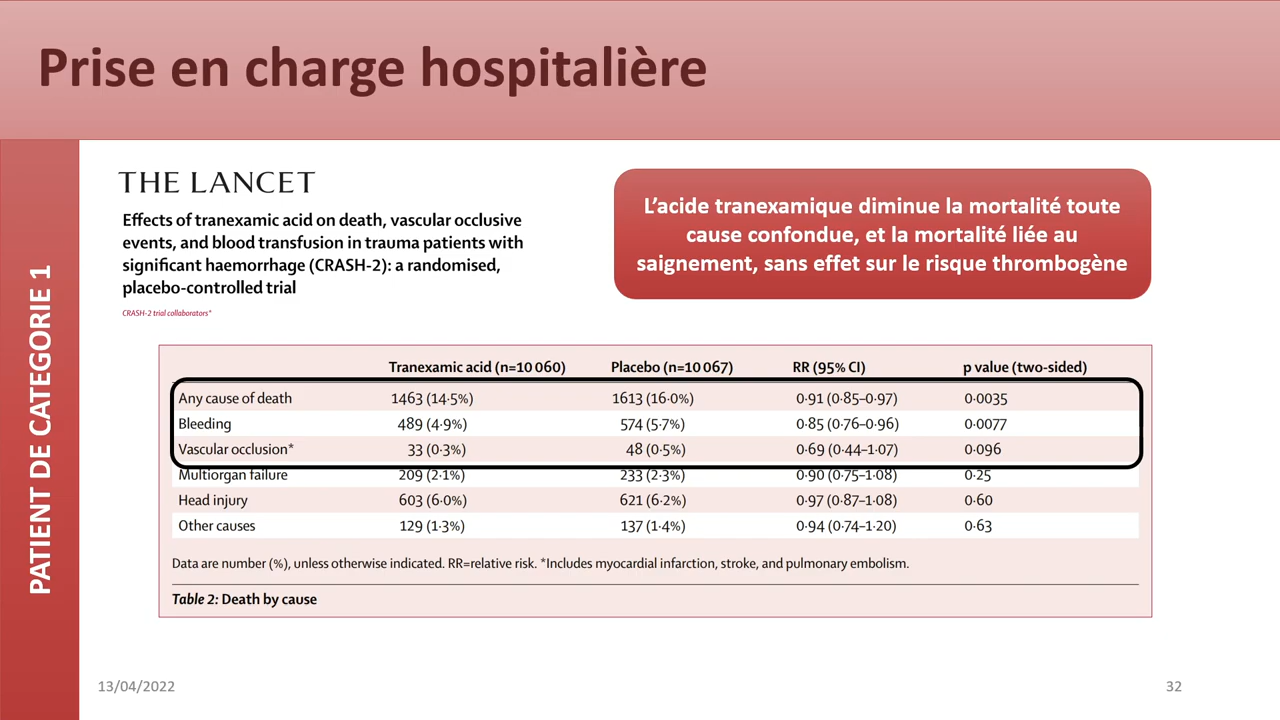 Prise en charge hospitalière
PATIENT DE CATEGORIE 1
THE LANCET
Effects of tranexamic acid on death, vascular occlusive
events, and blood transfusion in trauma patients with
significant haemorrhage (CRASH-2): a randomised,
placebo-controlled trial
CRASH-2 trial collaborators*
L’acide tranexamique diminue la mortalité toute
cause confondue, et la mortalité liée au
saignement, sans effet sur le risque thrombogène
Tranexamic acid (n=10 060) Placebo (n=10 067) RR (95% CI) p value (two-sided)
Any cause of death 1463 (14·5%) 1613 (16·0%) 0·91 (0·85–0·97) 0·0035
Bleeding 489 (4·9%) 574 (5·7%) 0·85 (0·76–0·96) 0·0077
Vascular occlusion* 33 (0·3%) 48 (0·5%) 0·69 (0·44–1·07) 0·096
Multiorgan failure 209 (2·1%) 233 (2·3%) 0·90 (0·75–1·08) 0·25
Head injury 603 (6·0%) 621 (6·2%) 0·97 (0·87–1·08) 0·60
Other causes 129 (1·3%) 137 (1·4%) 0·94 (0·74–1·20) 0·63
Data are number (%), unless otherwise indicated. RR=relative risk. *Includes myocardial infarction, stroke, and pulmonary embolism.
Table 2: Death by cause
13/04/2022
32